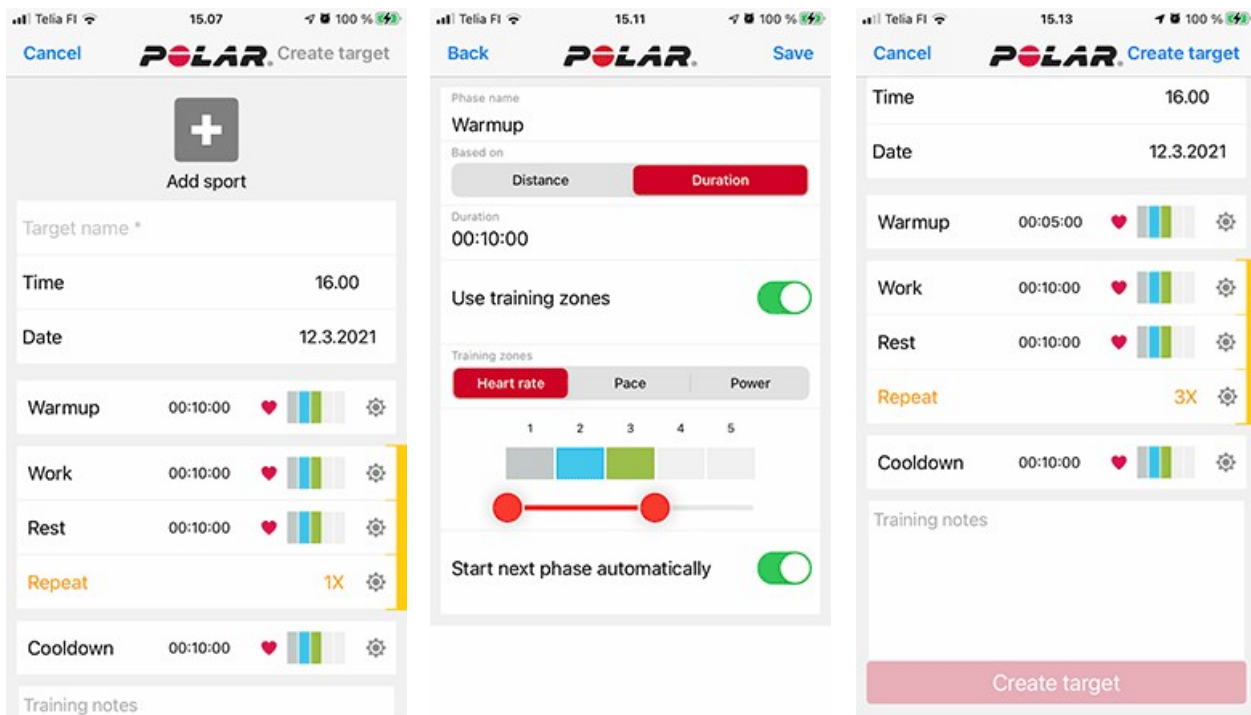 Telia FI 15.07 100 %
Cancel POLAR. Create target
Add sport
Target name *
Time 16.00
Date 12.3.2021
Warmup 00:10:00
Work 00:10:00
Rest 00:10:00
Repeat 1X
Cooldown 00:10:00
Training notes
Telia FI 15.11 100 %
Back POLAR. Save
Phase name
Warmup
Based on
Distance Duration
Duration
00:10:00
Use training zones
Training zones
Heart rate Pace Power
1 2 3 4 5
Start next phase automatically
Telia FI 15.13 100 %
Cancel POLAR. Create target
Time 16.00
Date 12.3.2021
Warmup 00:05:00
Work 00:10:00
Rest 00:10:00
Repeat 3X
Cooldown 00:10:00
Training notes
Create target